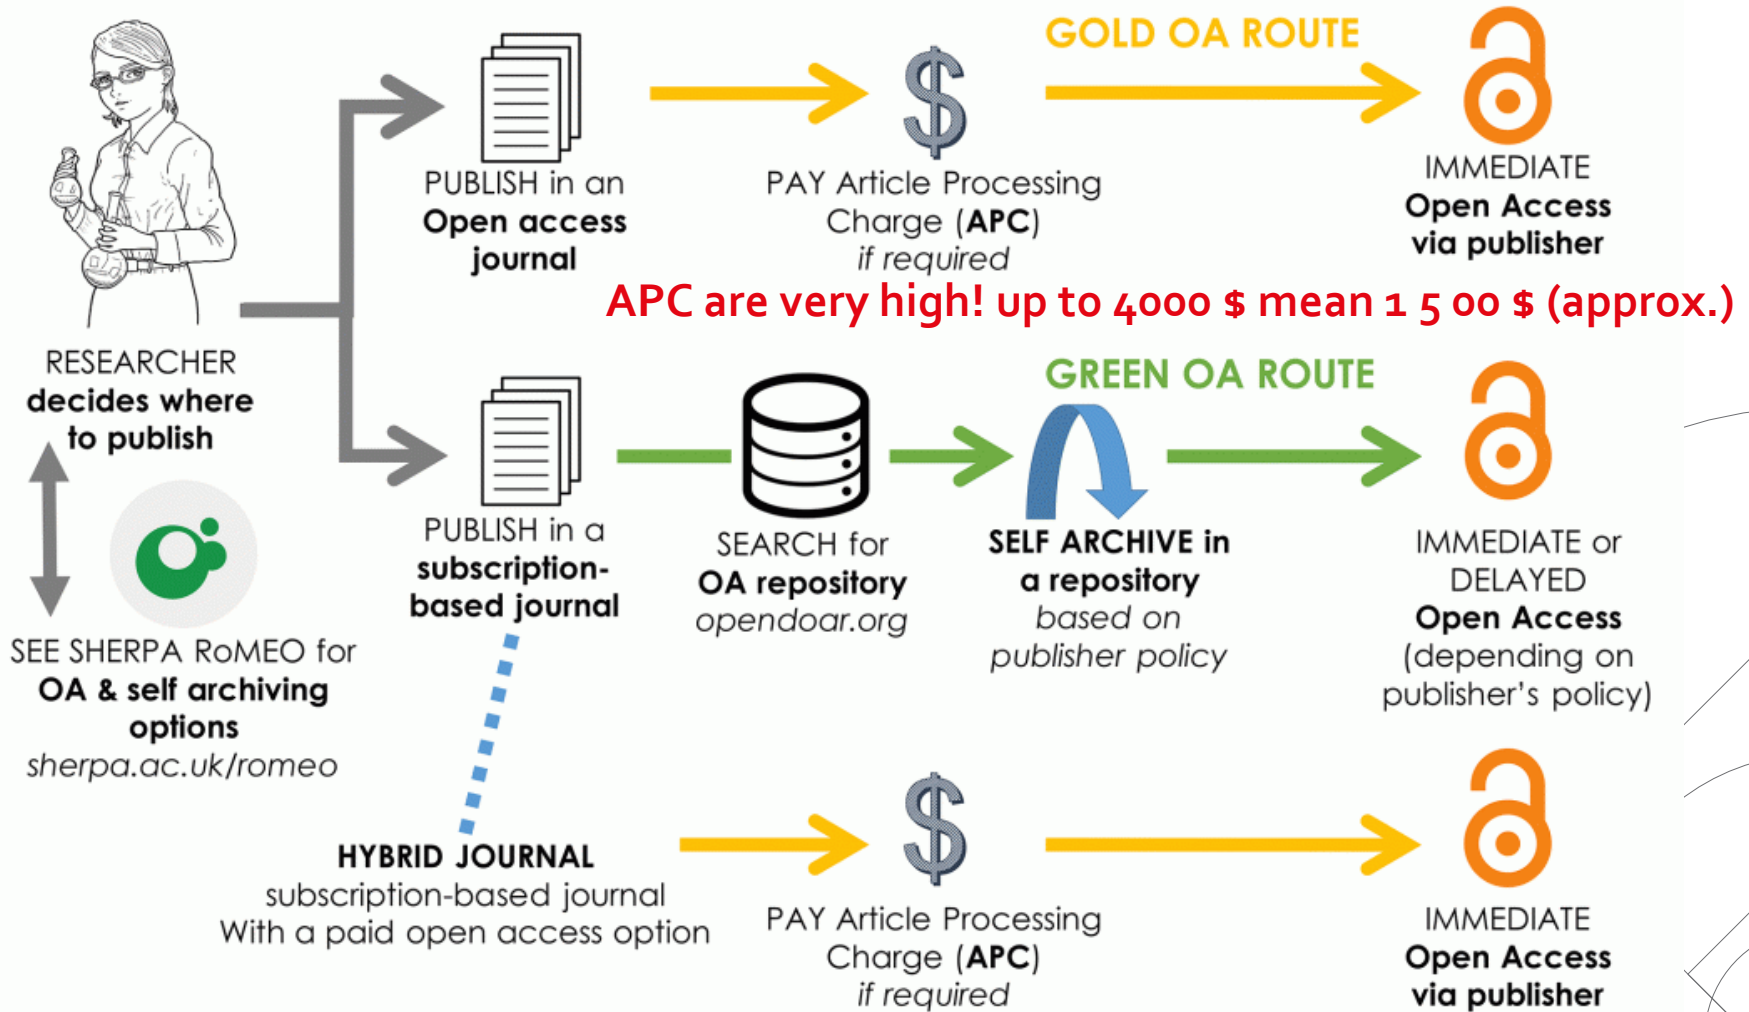 GOLD OA ROUTE
PUBLISH in an
Open access
journal
PAY Article Processing
Charge (APC)
if required
IMMEDIATE
Open Access
via publisher
APC are very high! up to 4000 $ mean 1 5 00 $ (approx.)
RESEARCHER
decides where
to publish
GREEN OA ROUTE
PUBLISH in a
subscription-
based journal
SEARCH for
OA repository
opendoar.org
SELF ARCHIVE in
a repository
based on
publisher policy
IMMEDIATE or
DELAYED
Open Access
(depending on
publisher's policy)
SEE SHERPA RoMEO for
OA & self archiving
options
sherpa.ac.uk/romeo
HYBRID JOURNAL
subscription-based journal
With a paid open access option
PAY Article Processing
Charge (APC)
if required
IMMEDIATE
Open Access
via publisher